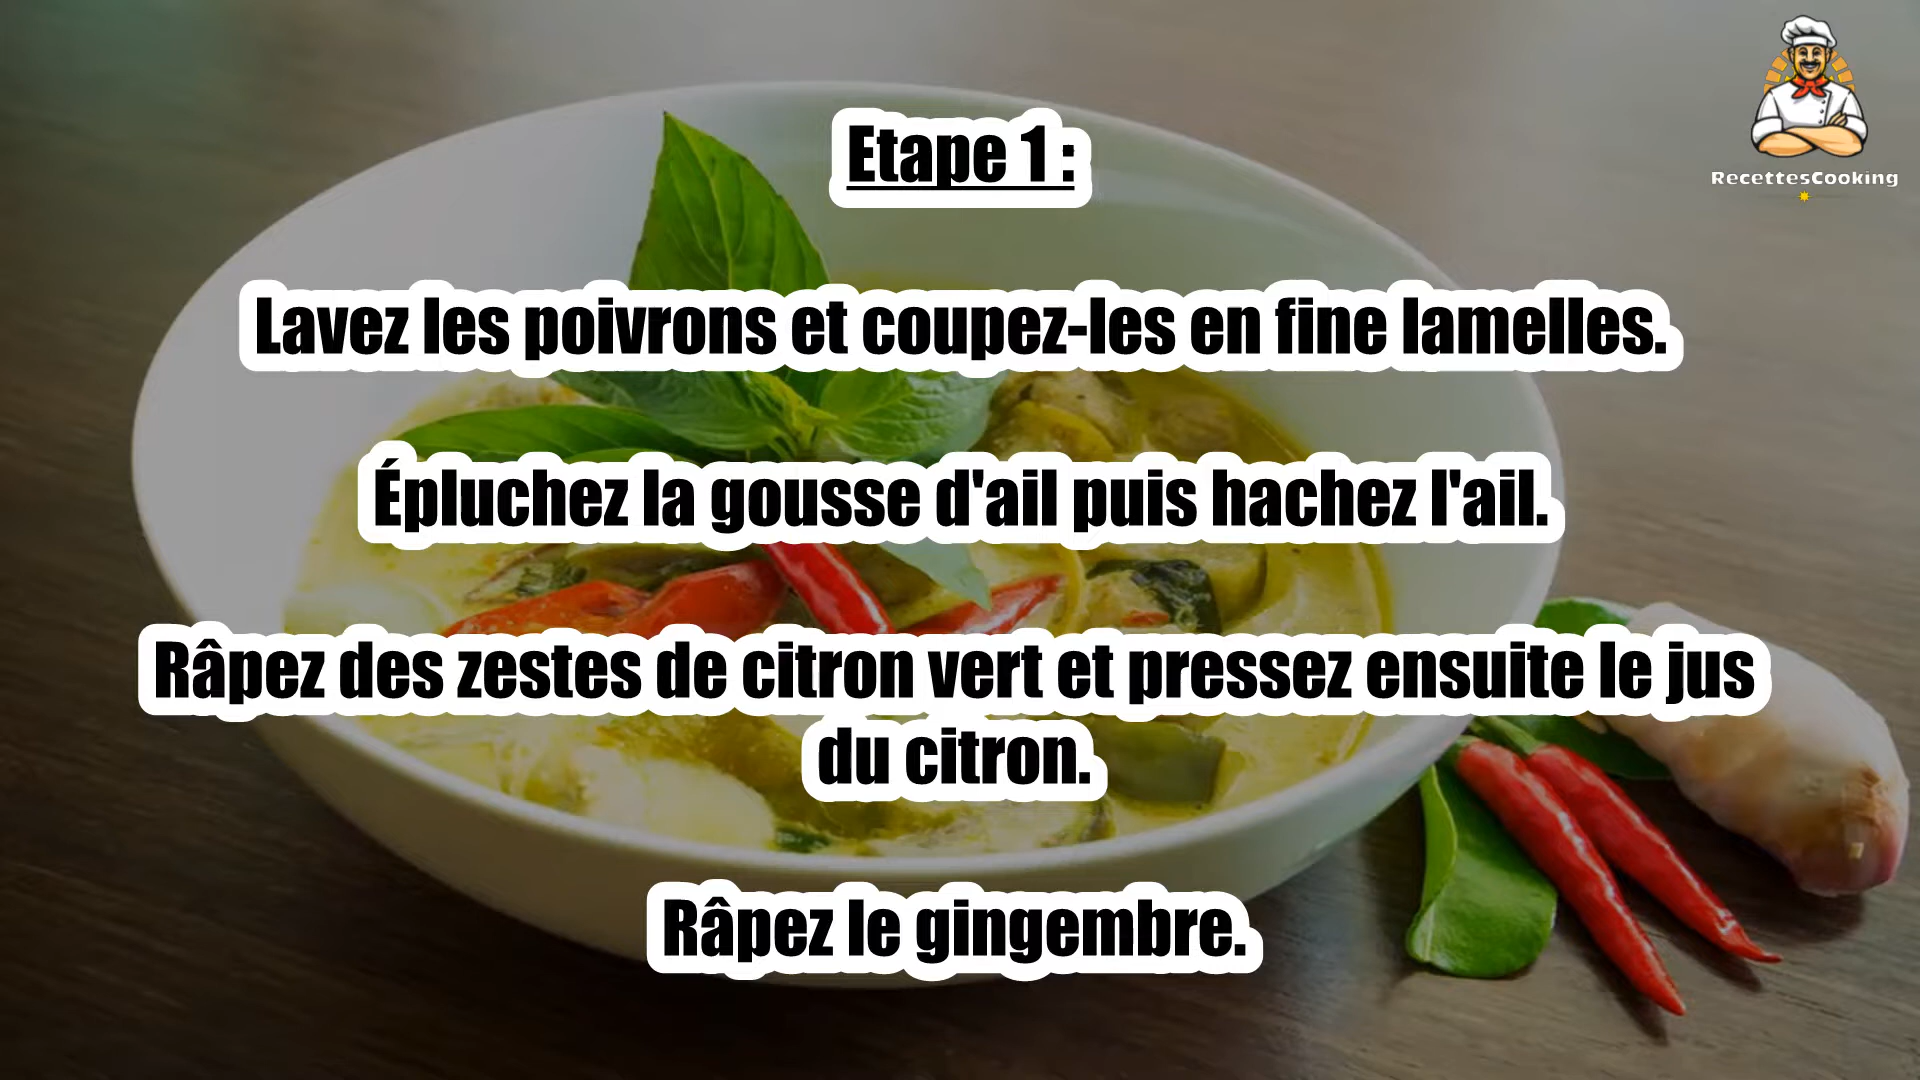 RecettesCooking
Etape 1 :
Lavez les poivrons et coupez-les en fine lamelles.
Épluchez la gousse d'ail puis hachez l'ail.
Râpez des zestes de citron vert et pressez ensuite le jus
du citron.
Râpez le gingembre.